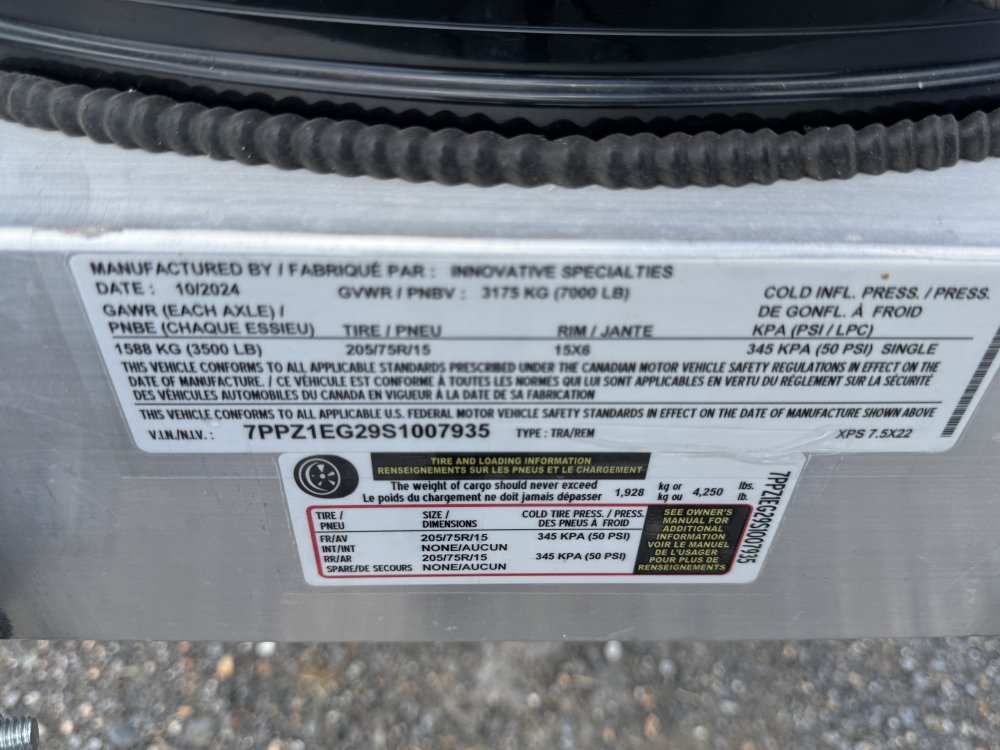 MANUFACTURED BY / FABRIQUÉ PAR : INNOVATIVE SPECIALTIES
DATE : 10/2024 GVWR / PNBV : 3175 KG (7000 LB)
GAWR (EACH AXLE) / COLD INFL. PRESS. / PRESS.
DE GONFL. À FROID
PNBE (CHAQUE ESSIEU) TIRE / PNEU RIM / JANTE KPA (PSI / LPC)
1588 KG (3500 LB) 205/75R/15 15X6 345 KPA (50 PSI) SINGLE
THIS VEHICLE CONFORMS TO ALL APPLICABLE STANDARDS PRESCRIBED UNDER THE CANADIAN MOTOR VEHICLE SAFETY REGULATIONS IN EFFECT ON THE
DATE OF MANUFACTURE. / CE VÉHICULE EST CONFORME À TOUTES LES NORMES QUI LUI SONT APPLICABLES EN VERTU DU RÈGLEMENT SUR LA SÉCURITÉ
DES VÉHICULES AUTOMOBILES DU CANADA EN VIGUEUR À LA DATE DE SA FABRICATION
THIS VEHICLE CONFORMS TO ALL APPLICABLE U.S. FEDERAL MOTOR VEHICLE SAFETY STANDARDS IN EFFECT ON THE DATE OF MANUFACTURE SHOWN ABOVE
V.I.N./N.I.V. : 7PPZ1EG29S1007935 TYPE : TRA/REM XPS 7.5X22
TIRE AND LOADING INFORMATION
RENSEIGNEMENTS SUR LES PNEUS ET LE CHARGEMENT
The weight of cargo should never exceed 1,928 kg or 4,250 lbs.
Le poids du chargement ne doit jamais dépasser kg ou lb.
TIRE / SIZE / COLD TIRE PRESS. / PRESS.
PNEU DIMENSIONS DES PNEUS À FROID
FR/AV 205/75R/15 345 KPA (50 PSI)
INT/INT NONE/AUCUN
RR/AR 205/75R/15 345 KPA (50 PSI)
SPARE/DE SECOURS NONE/AUCUN
SEE OWNER'S
MANUAL FOR
ADDITIONAL
INFORMATION
VOIR LE MANUEL
DE L'USAGER
POUR PLUS DE
RENSEIGNEMENTS
7PPZ1EG29S1007935